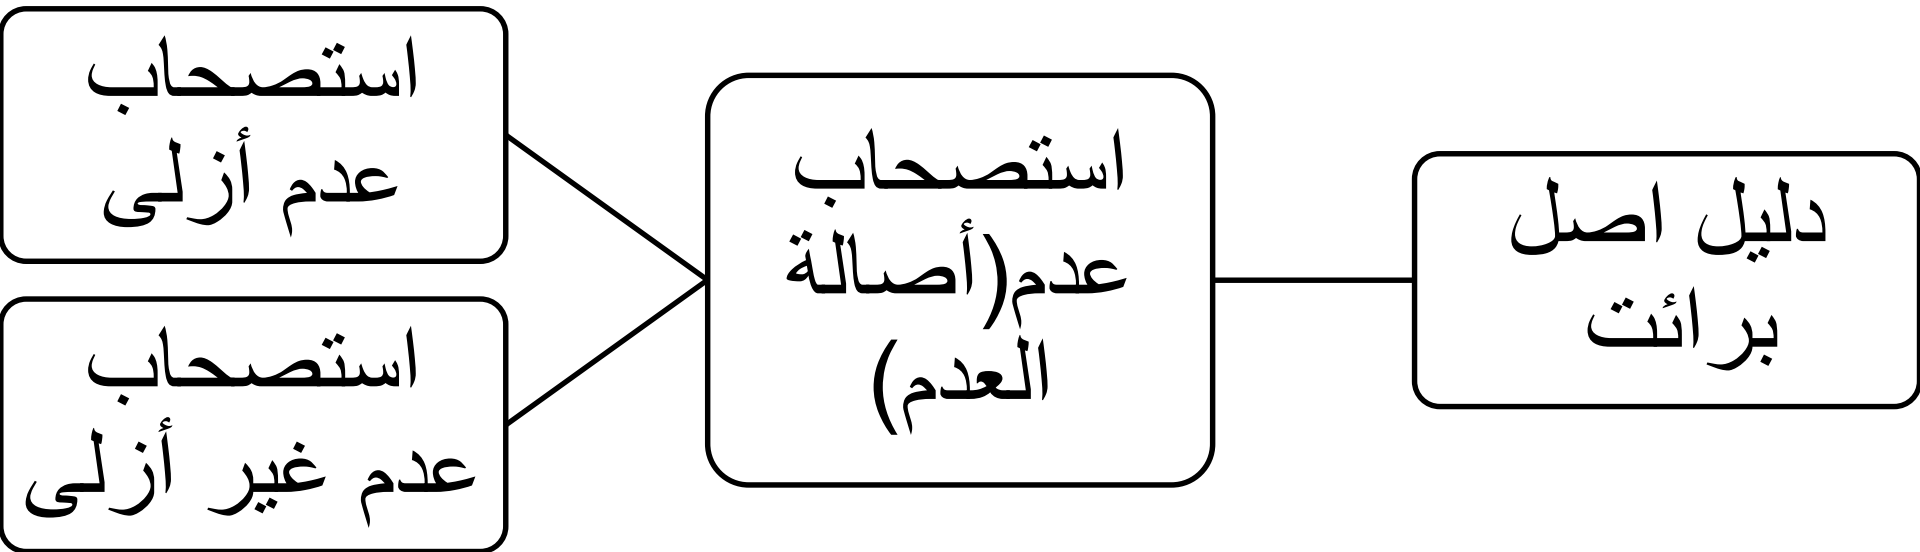 دلیل اصل
برائت
استصحاب
عدم(أصالة
العدم)
استصحاب
عدم أزلی
استصحاب
عدم غیر أزلی